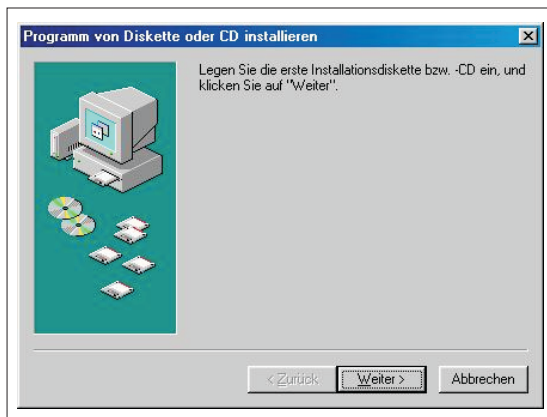 Programm von Diskette oder CD installieren
Legen Sie die erste Installationsdiskette bzw. -CD ein, und
klicken Sie auf "Weiter".
< Zurück
Weiter >
Abbrechen